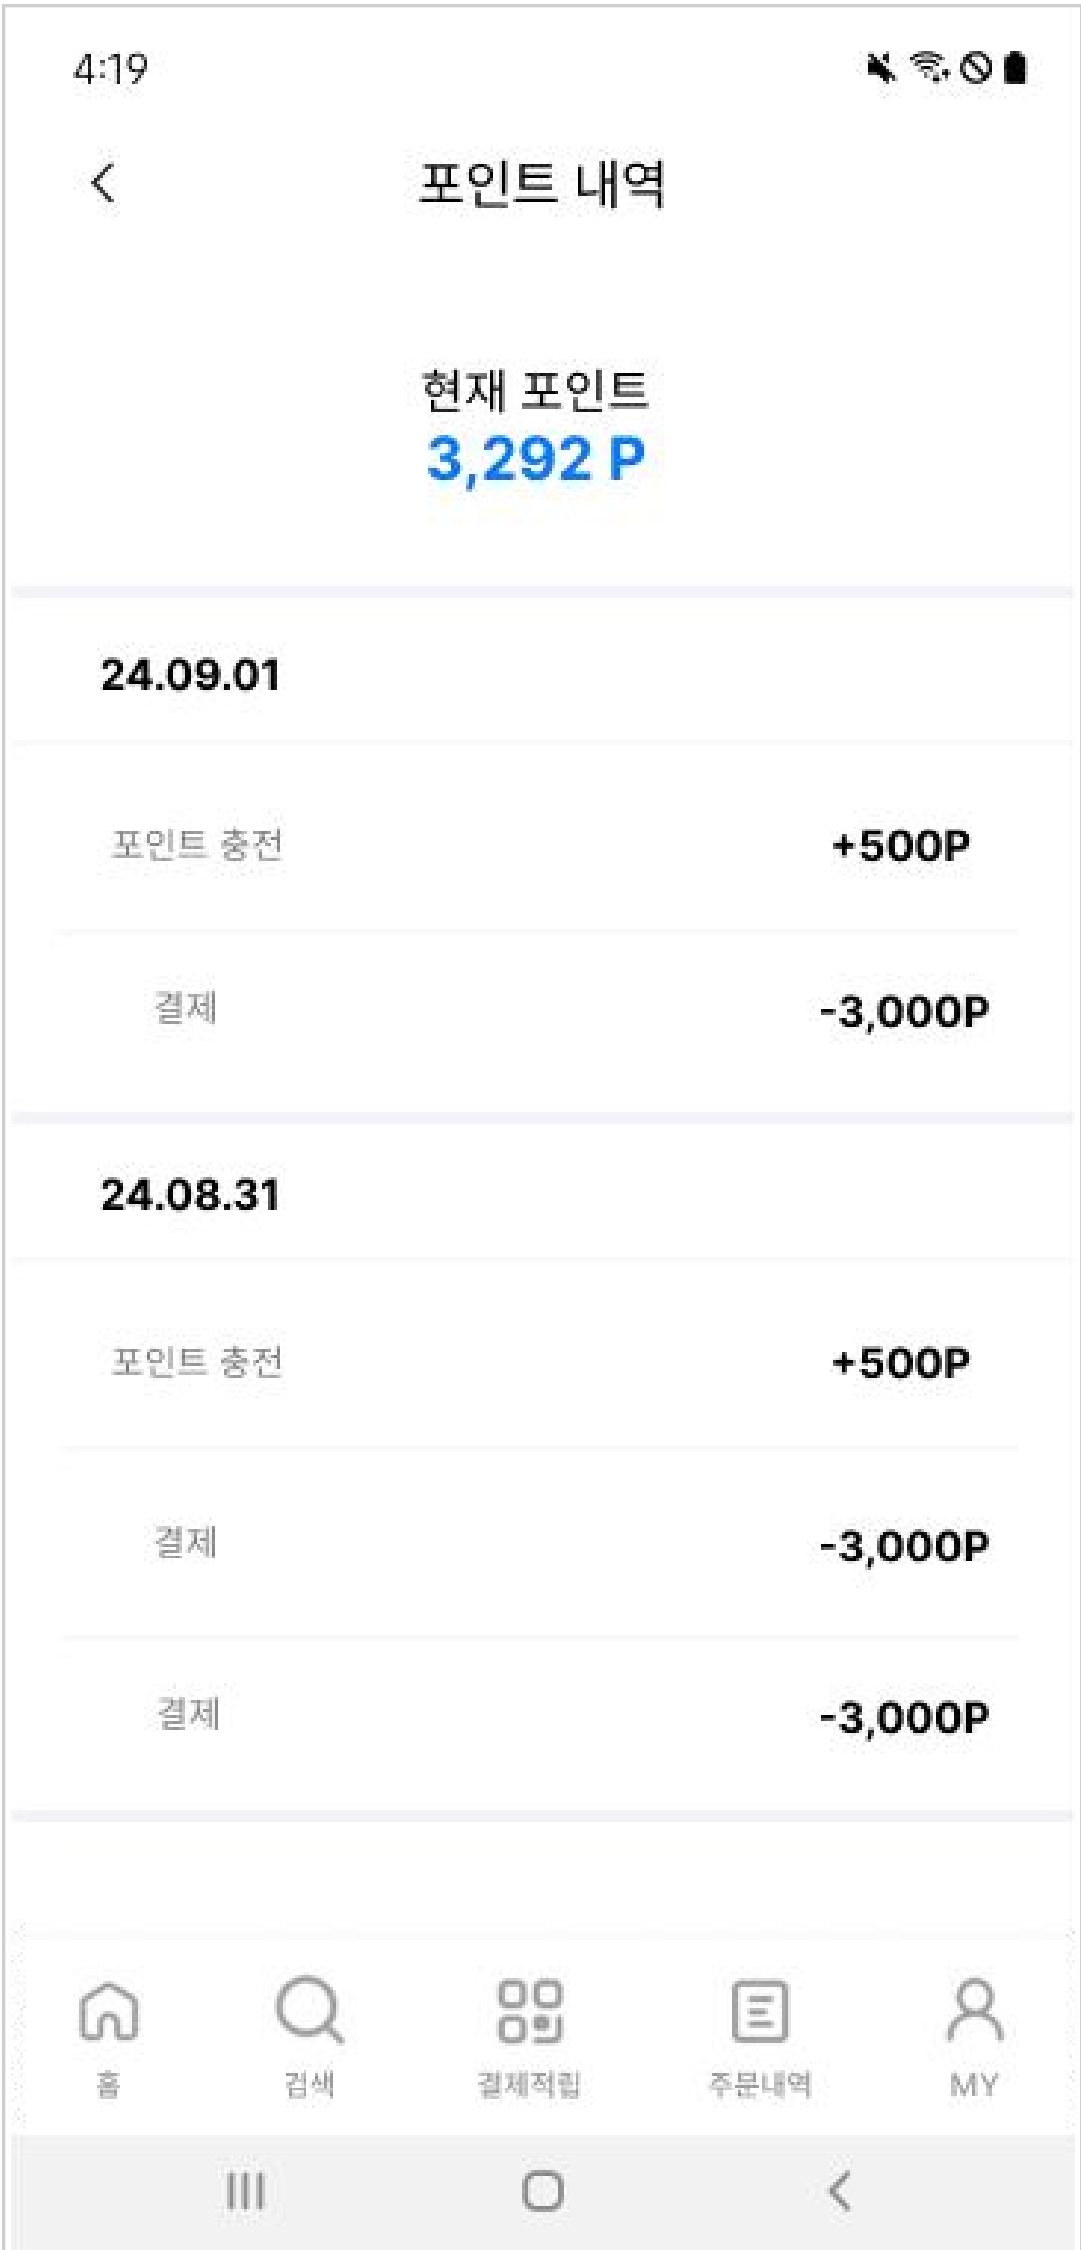 4:19
포인트 내역
현재 포인트
3,292 P
24.09.01
포인트 충전 +500P
결제 -3,000P
24.08.31
포인트 충전 +500P
결제 -3,000P
결제 -3,000P
홈 검색 결제적립 주문내역 MY